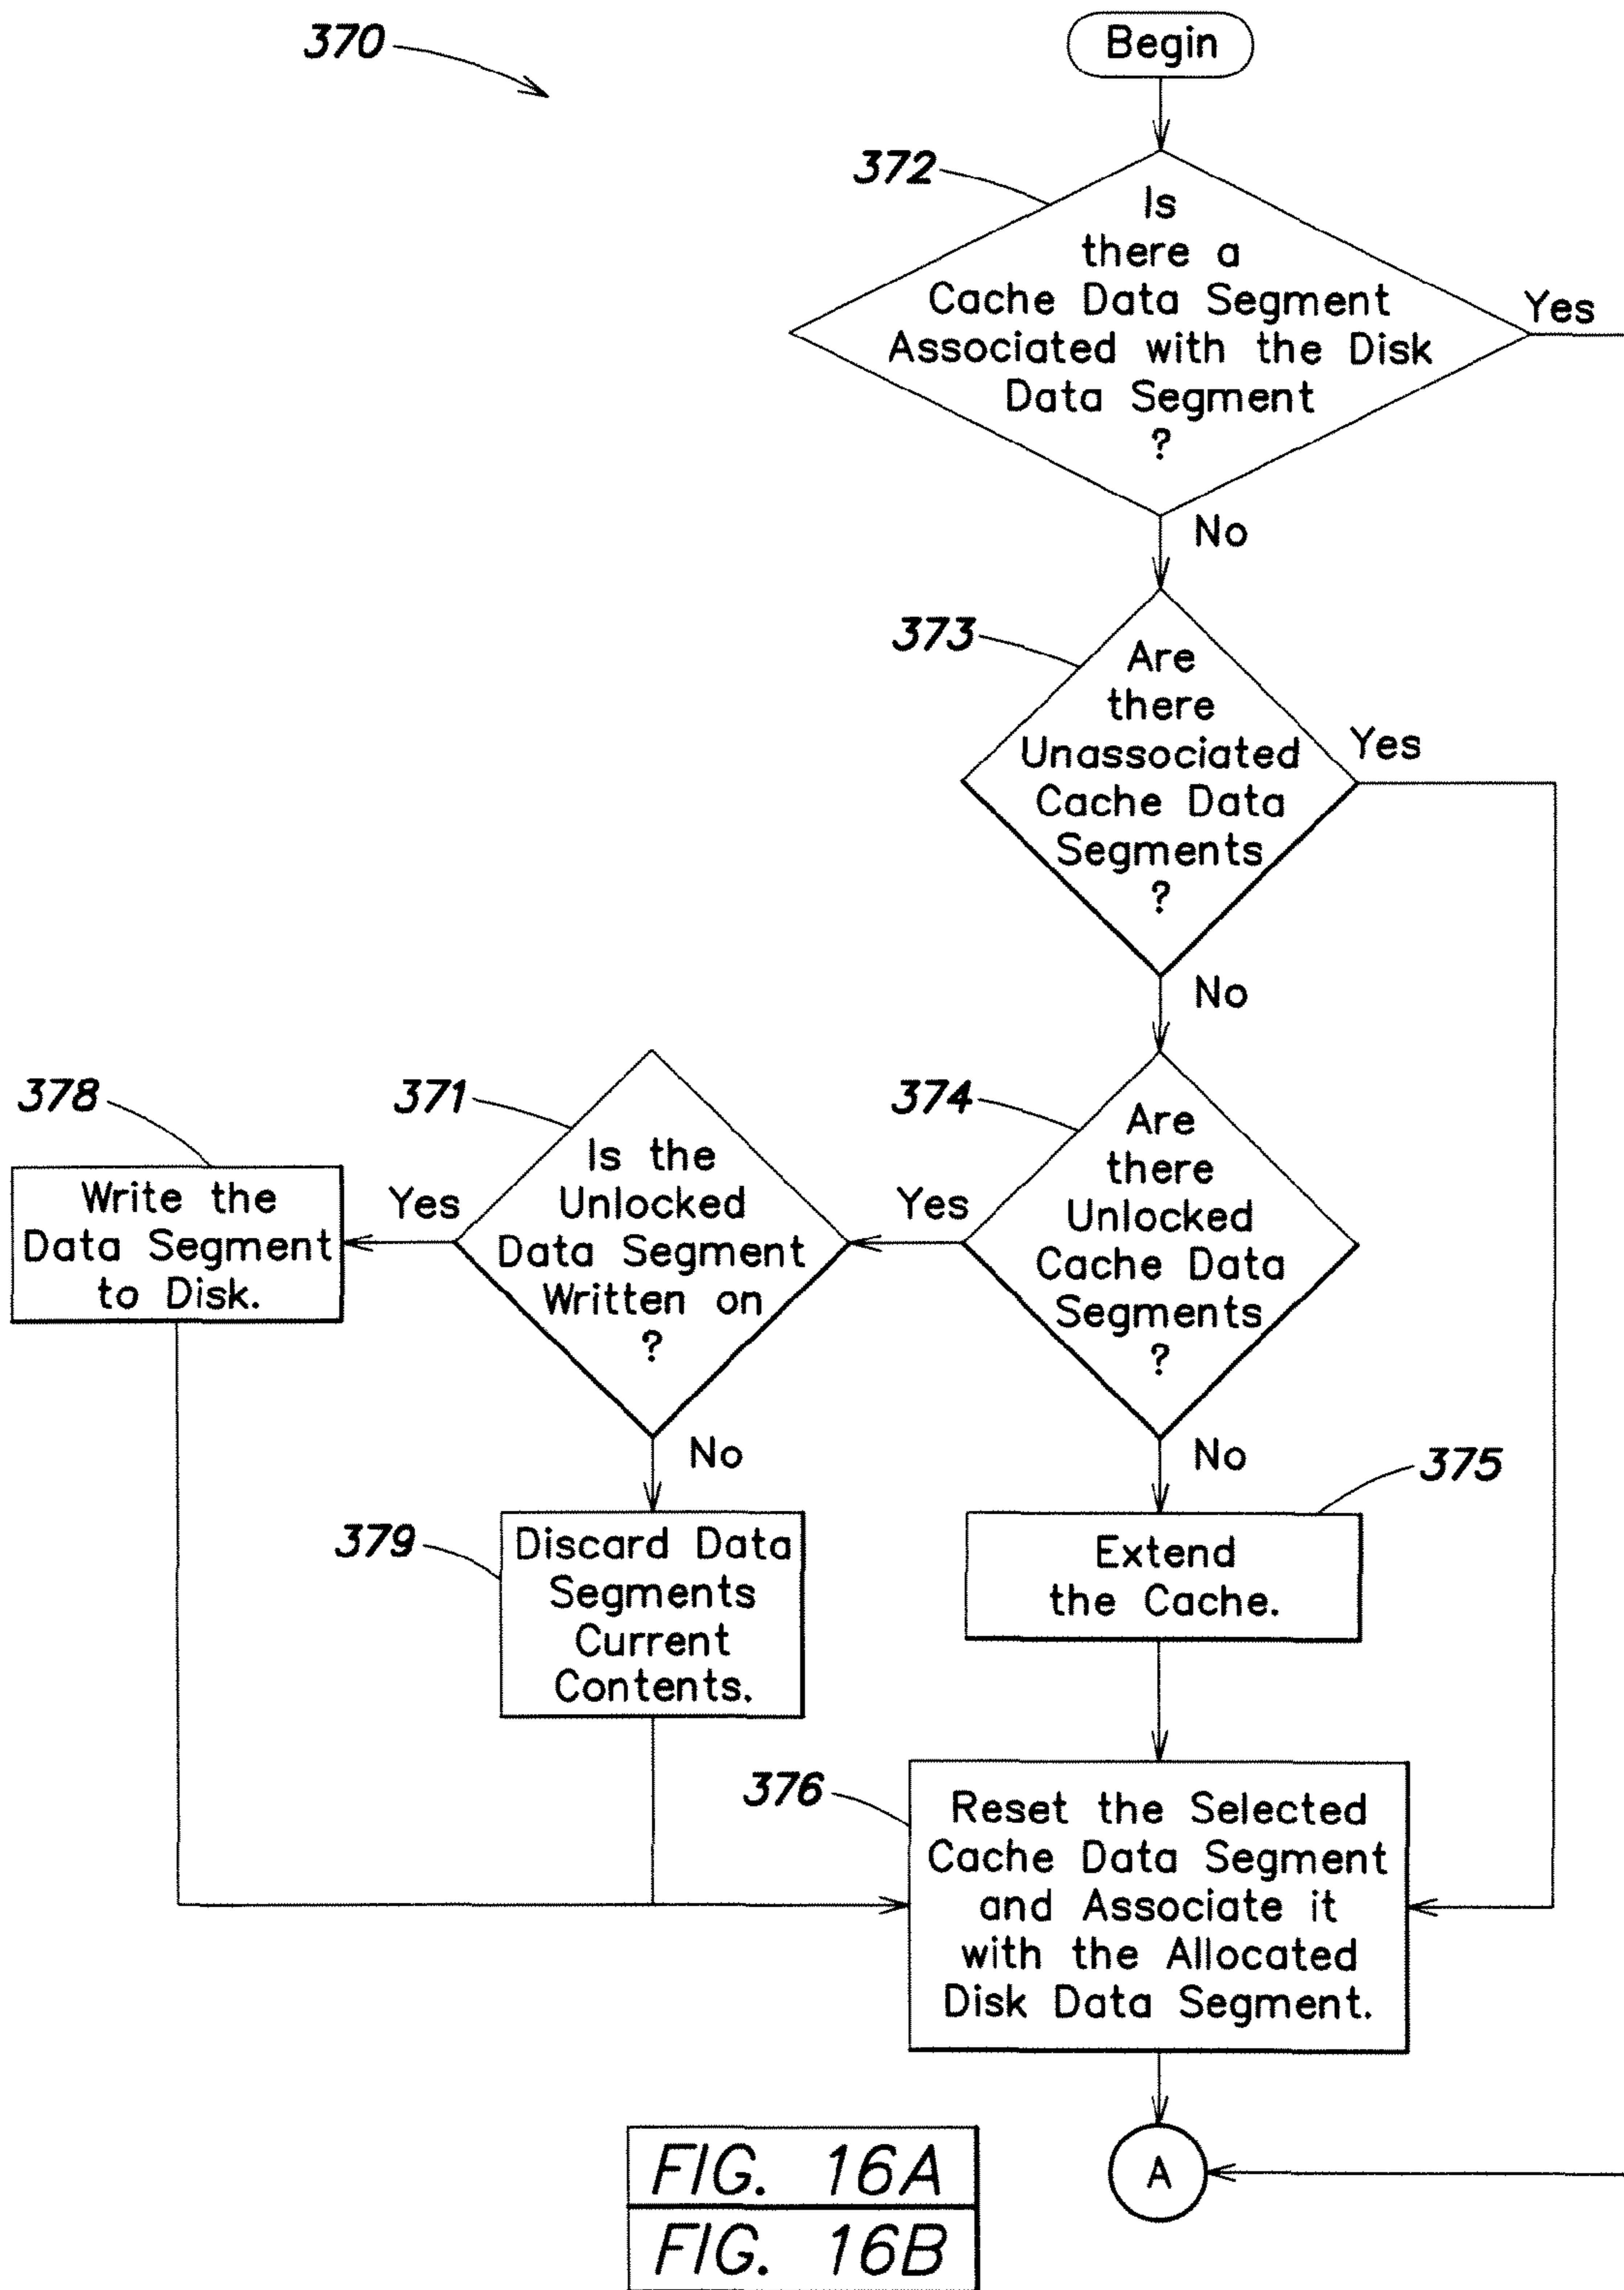 370
Begin
372
Is
there a
Cache Data Segment
Associated with the Disk
Data Segment
?
Yes
No
373
Are
there
Unassociated
Cache Data
Segments
?
Yes
No
378
Write the
Data Segment
to Disk.
Yes
371
Is the
Unlocked
Data Segment
Written on
?
Yes
374
Are
there
Unlocked
Cache Data
Segments
?
No
No
375
379
Discard Data
Segments
Current
Contents.
Extend
the Cache.
376
Reset the Selected
Cache Data Segment
and Associate it
with the Allocated
Disk Data Segment.
A
FIG. 16A
FIG. 16B